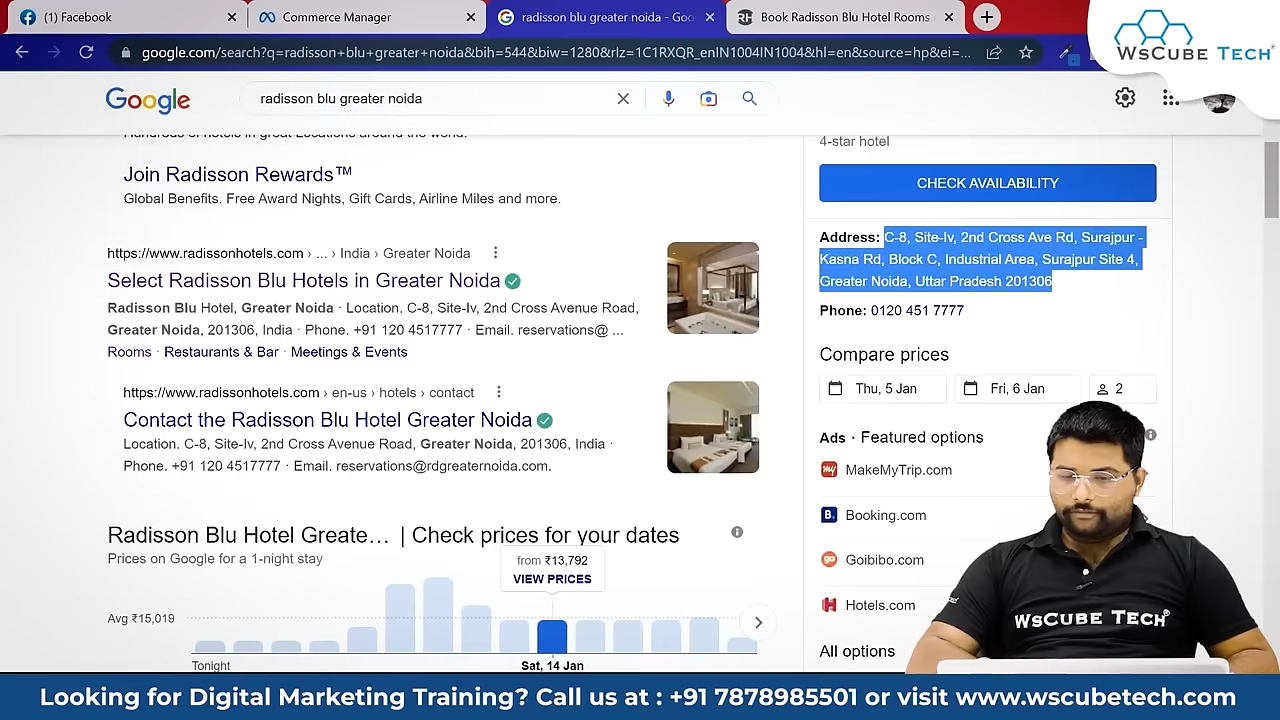 (1) Facebook
Commerce Manager
radisson blu greater noida - Goo
Book Radisson Blu Hotel Rooms
google.com/search?q=radisson+blu+greater+noida&bih=544&biw=1280&rlz=1C1RXQR_enIN1004IN1004&hl=en&source=hp&ei=...
WsCube Tech
Google
radisson blu greater noida
Hundreds of hotels in great Locations around the world.
Join Radisson Rewards™
Global Benefits. Free Award Nights, Gift Cards, Airline Miles and more.
https://www.radissonhotels.com › ... › India › Greater Noida
Select Radisson Blu Hotels in Greater Noida
Radisson Blu Hotel, Greater Noida · Location. C-8, Site-Iv, 2nd Cross Avenue Road,
Greater Noida, 201306, India · Phone. +91 120 4517777 · Email. reservations@ ...
Rooms · Restaurants & Bar · Meetings & Events
https://www.radissonhotels.com › en-us › hotels › contact
Contact the Radisson Blu Hotel Greater Noida
Location. C-8, Site-Iv, 2nd Cross Avenue Road, Greater Noida, 201306, India ·
Phone. +91 120 4517777 · Email. reservations@rdgreaternoida.com.
Radisson Blu Hotel Greate... | Check prices for your dates
Prices on Google for a 1-night stay
from ₹13,792
VIEW PRICES
Avg ₹15,019
Tonight
Sat, 14 Jan
4-star hotel
CHECK AVAILABILITY
Address: C-8, Site-Iv, 2nd Cross Ave Rd, Surajpur -
Kasna Rd, Block C, Industrial Area, Surajpur Site 4,
Greater Noida, Uttar Pradesh 201306
Phone: 0120 451 7777
Compare prices
Thu, 5 Jan
Fri, 6 Jan
2
Ads · Featured options
my
MakeMyTrip.com
B.
Booking.com
go
Goibibo.com
H
Hotels.com
All options
WsCube Tech
Looking for Digital Marketing Training? Call us at : +91 7878985501 or visit www.wscubetech.com